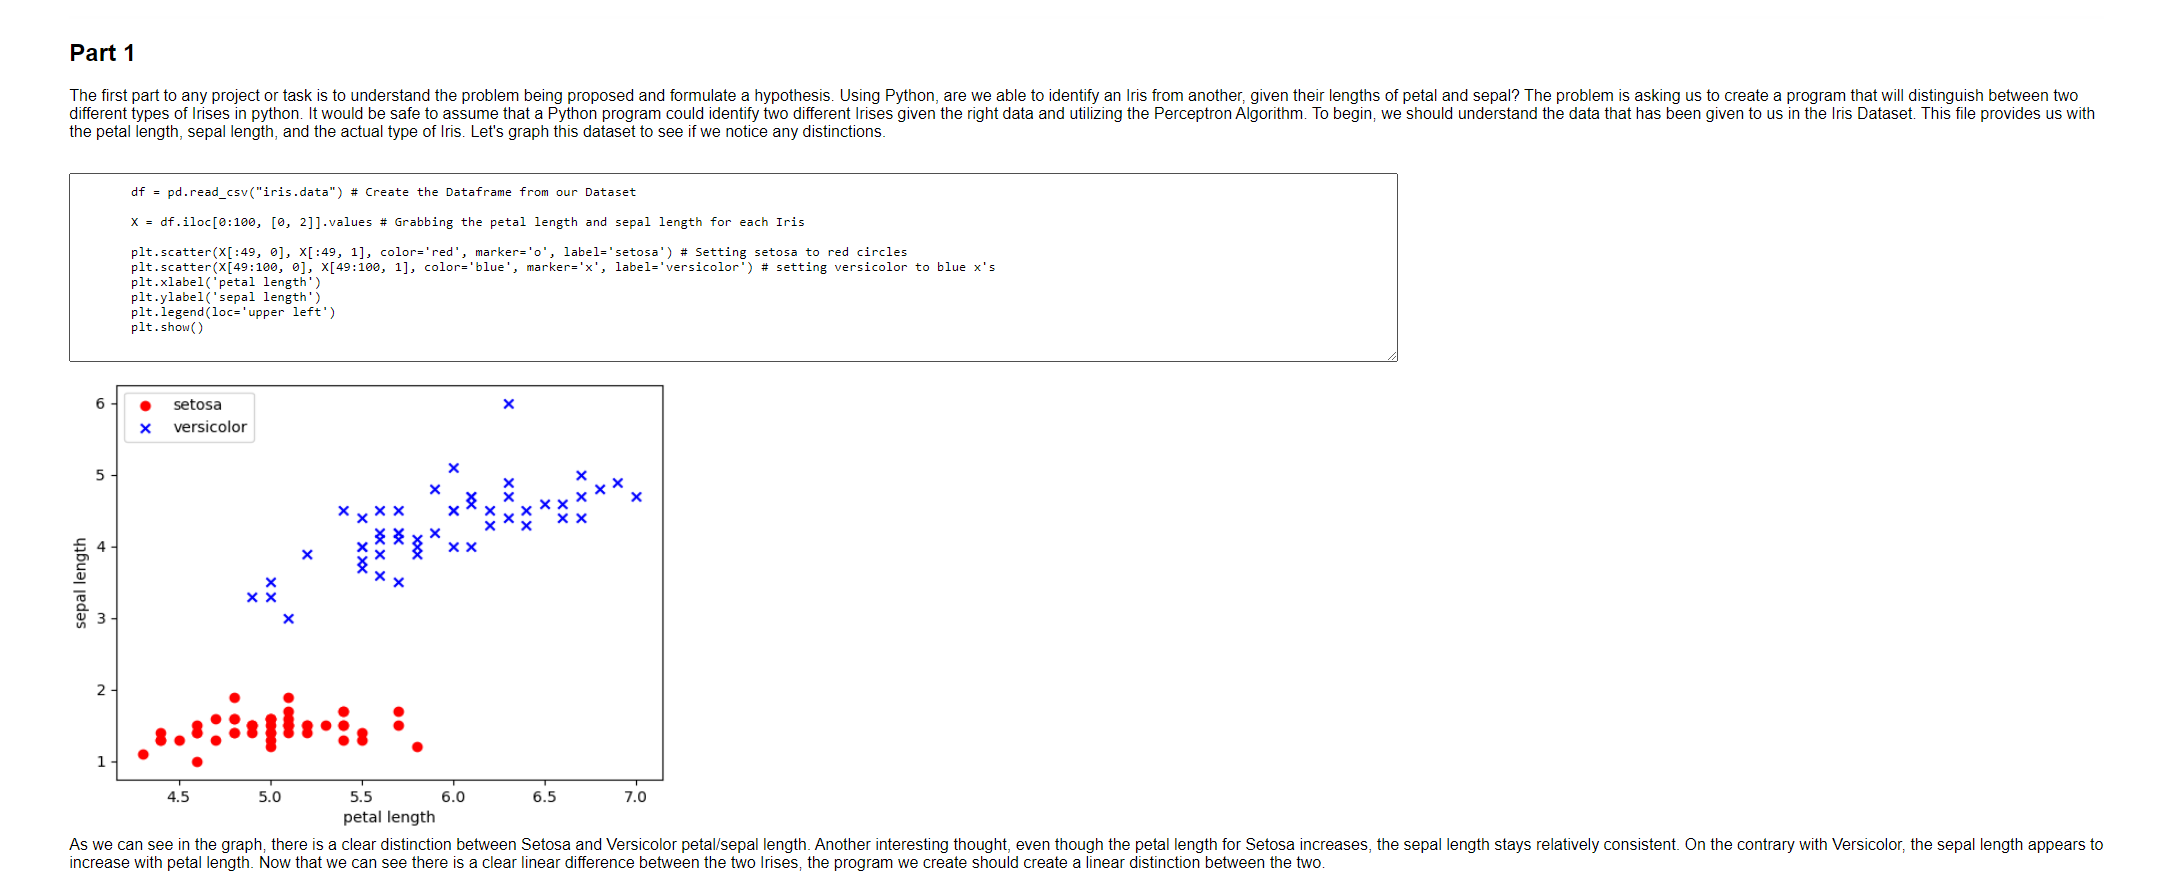 Part 1
The first part to any project or task is to understand the problem being proposed and formulate a hypothesis. Using Python, are we able to identify an Iris from another, given their lengths of petal and sepal? The problem is asking us to create a program that will distinguish between two
different types of Irises in python. It would be safe to assume that a Python program could identify two different Irises given the right data and utilizing the Perceptron Algorithm. To begin, we should understand the data that has been given to us in the Iris Dataset. This file provides us with
the petal length, sepal length, and the actual type of Iris. Let's graph this dataset to see if we notice any distinctions.
df = pd.read_csv("iris.data") # Create the Dataframe from our Dataset
X = df.iloc[0:100, [0, 2]].values # Grabbing the petal length and sepal length for each Iris
plt.scatter(X[:49, 0], X[:49, 1], color='red', marker='o', label='setosa') # Setting setosa to red circles
plt.scatter(X[49:100, 0], X[49:100, 1], color='blue', marker='x', label='versicolor') # setting versicolor to blue x's
plt.xlabel('petal length')
plt.ylabel('sepal length')
plt.legend(loc='upper left')
plt.show()
setosa
versicolor
6
5
4
3
2
1
sepal length
4.5 5.0 5.5 6.0 6.5 7.0
petal length
As we can see in the graph, there is a clear distinction between Setosa and Versicolor petal/sepal length. Another interesting thought, even though the petal length for Setosa increases, the sepal length stays relatively consistent. On the contrary with Versicolor, the sepal length appears to
increase with petal length. Now that we can see there is a clear linear difference between the two Irises, the program we create should create a linear distinction between the two.